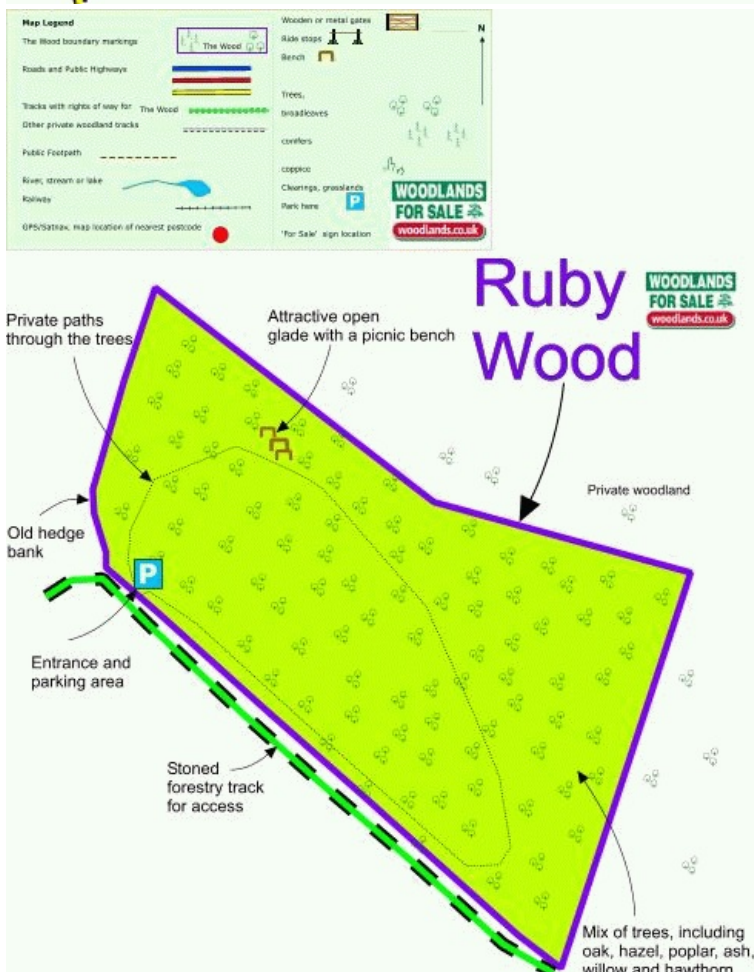 Map Legend
The Wood boundary markings
The Wood
Roads and Public Highways
Tracks with rights of way for The Wood
Other private woodland tracks
Public Footpath
River, stream or lake
Railway
GPS/Satnav, map location of nearest postcode
Wooden or metal gates
Ride stops
Bench
Trees,
broadleaves
conifers
coppice
Clearings, grasslands
Park here
P
'For Sale' sign location
N
WOODLANDS
FOR SALE
woodlands.co.uk
Ruby
Wood
WOODLANDS
FOR SALE
woodlands.co.uk
Private paths
through the trees
Attractive open
glade with a picnic bench
Private woodland
Old hedge
bank
P
Entrance and
parking area
Stoned
forestry track
for access
Mix of trees, including
oak, hazel, poplar, ash,
willow and hawthorn